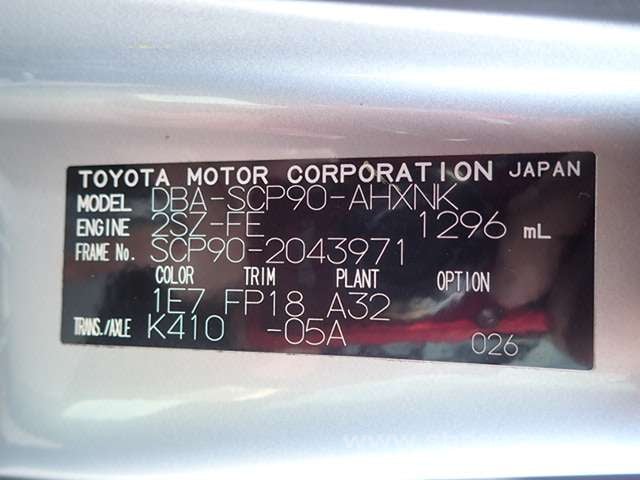 TOYOTA MOTOR CORPORATION JAPAN
MODEL DBA-SCP90-AHXNK
ENGINE 2SZ-FE 1296 mL
FRAME No. SCP90-2043971
COLOR TRIM PLANT OPTION
1E7 FP18 A32
TRANS./AXLE K410 -05A
026